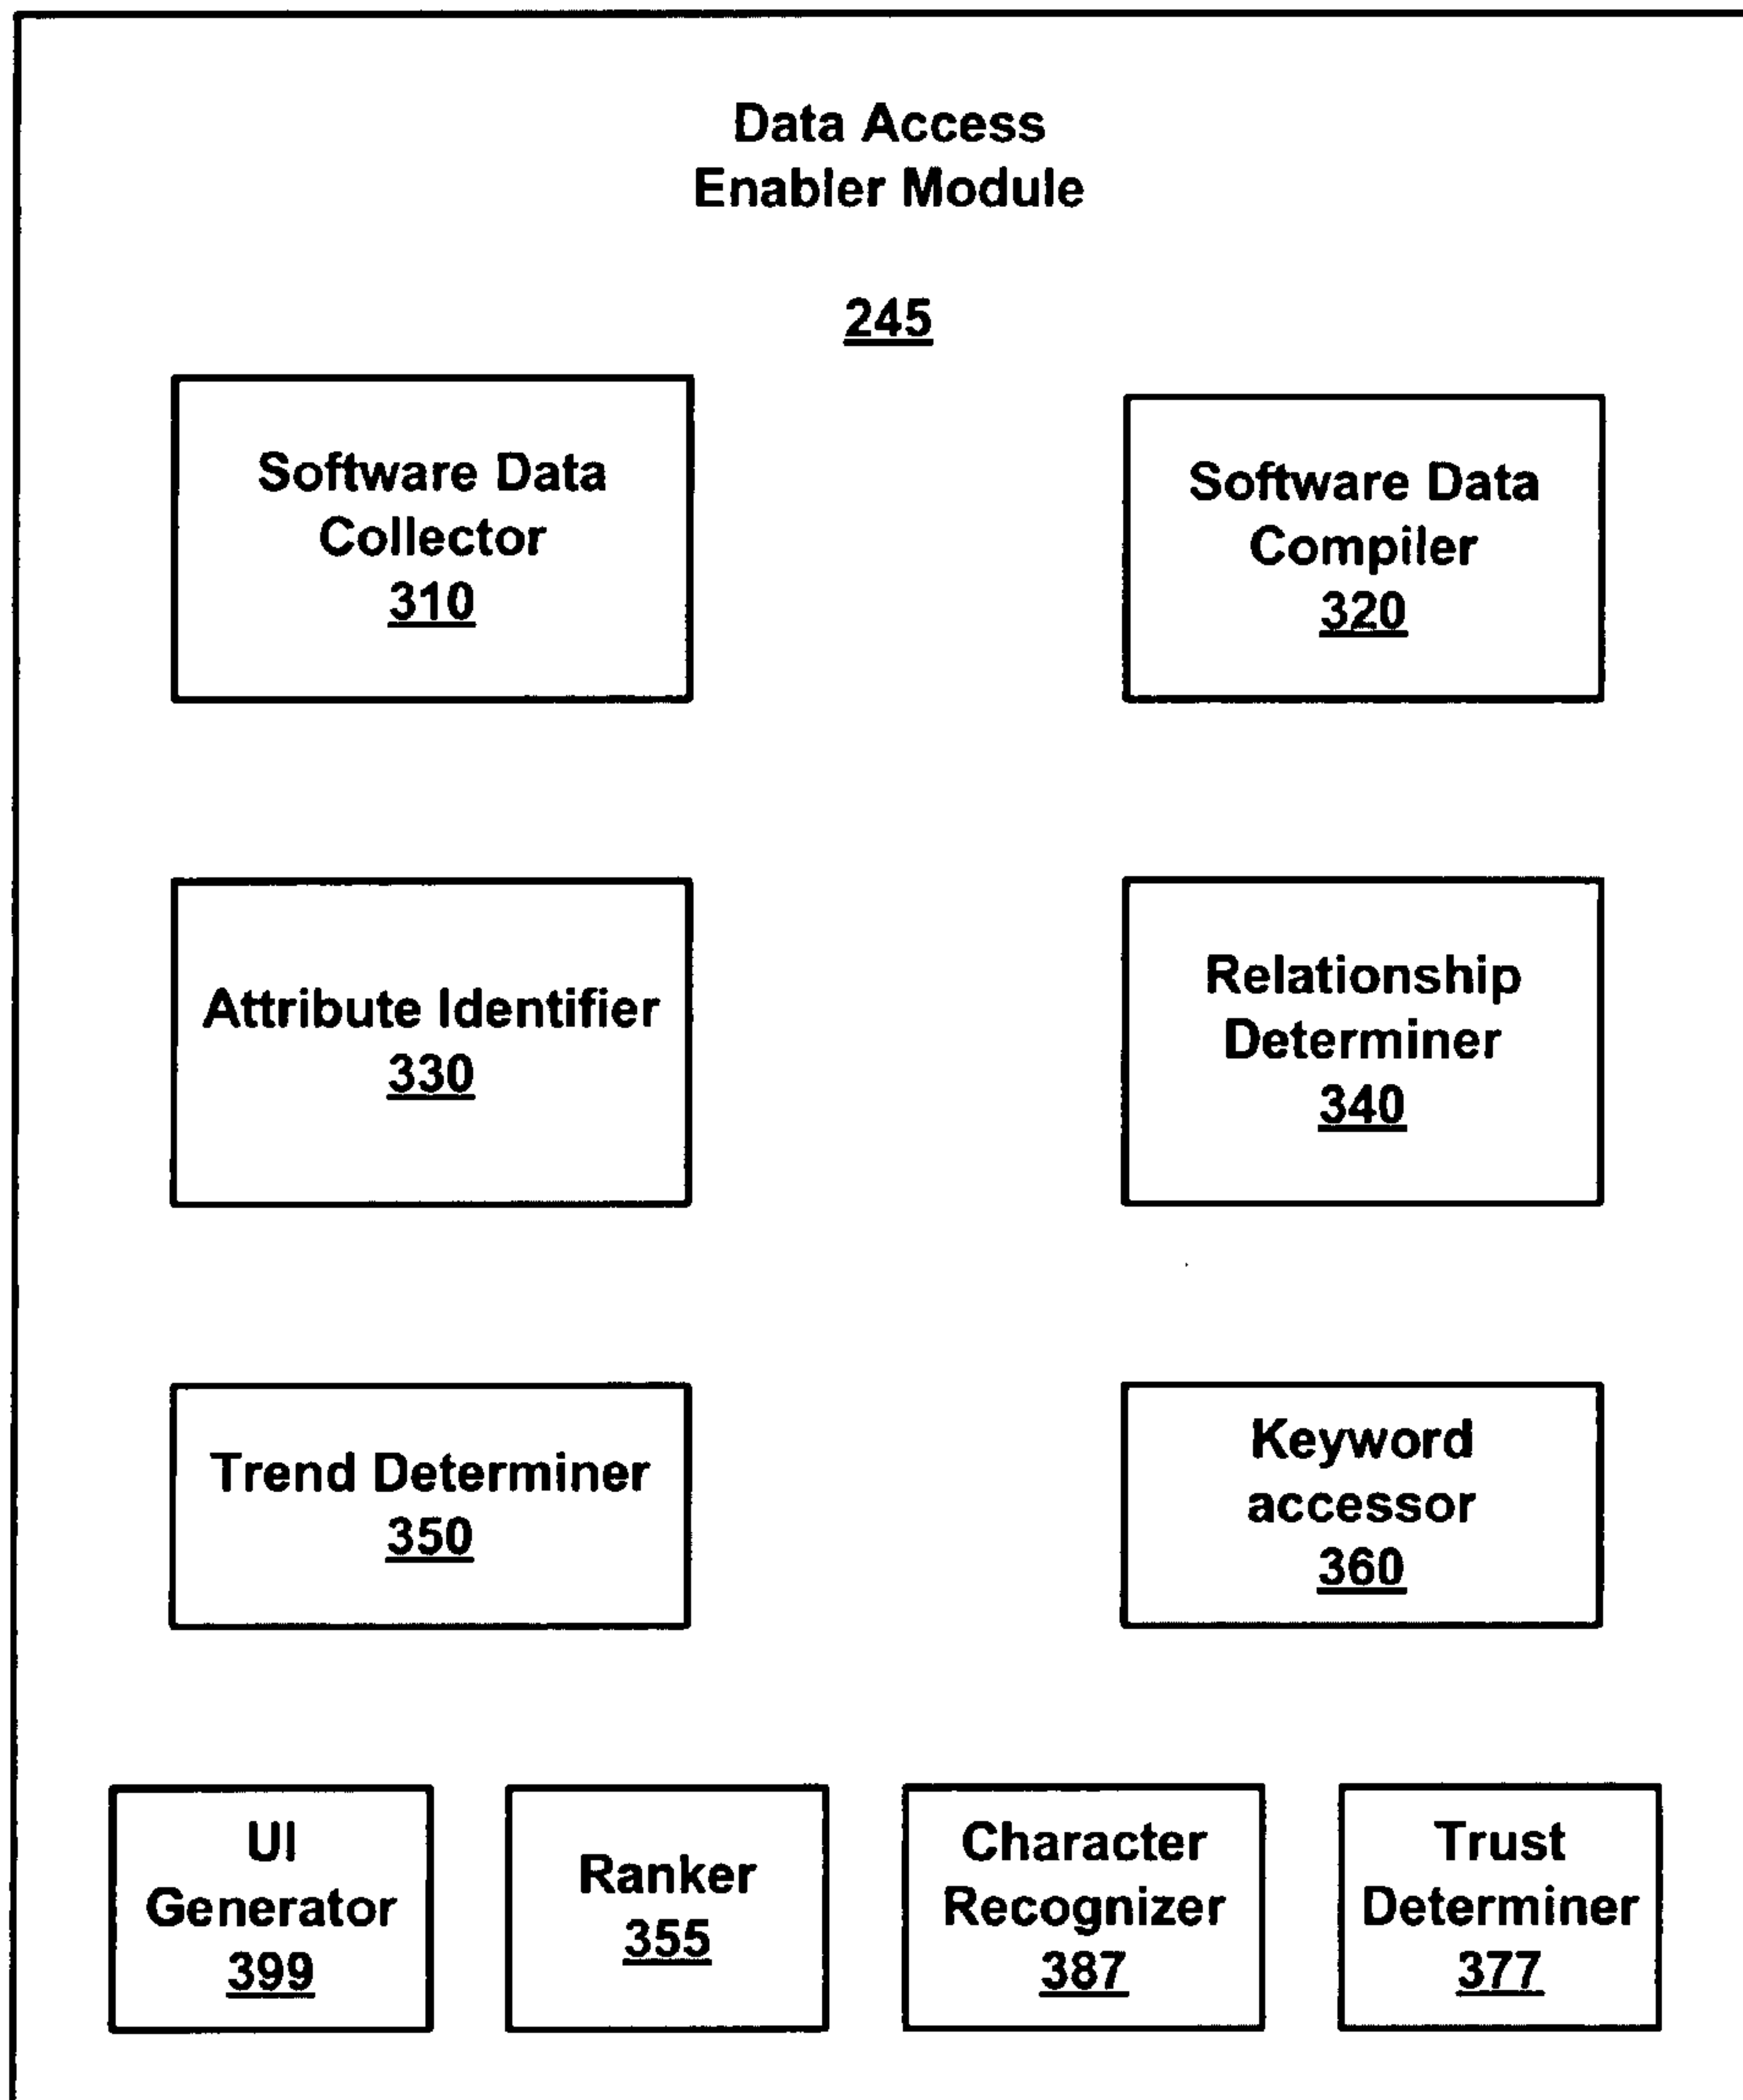 Data Access
Enabler Module
245
Software Data
Collector
310
Software Data
Compiler
320
Attribute Identifier
330
Relationship
Determiner
340
Trend Determiner
350
Keyword
accessor
360
UI
Generator
399
Ranker
355
Character
Recognizer
387
Trust
Determiner
377